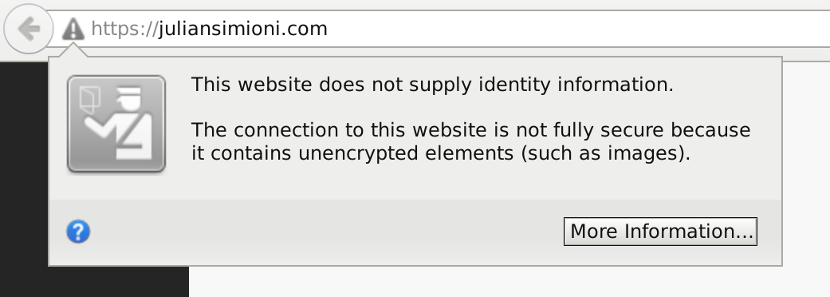 https://juliansimioni.com
This website does not supply identity information.
The connection to this website is not fully secure because
it contains unencrypted elements (such as images).
?
More Information...